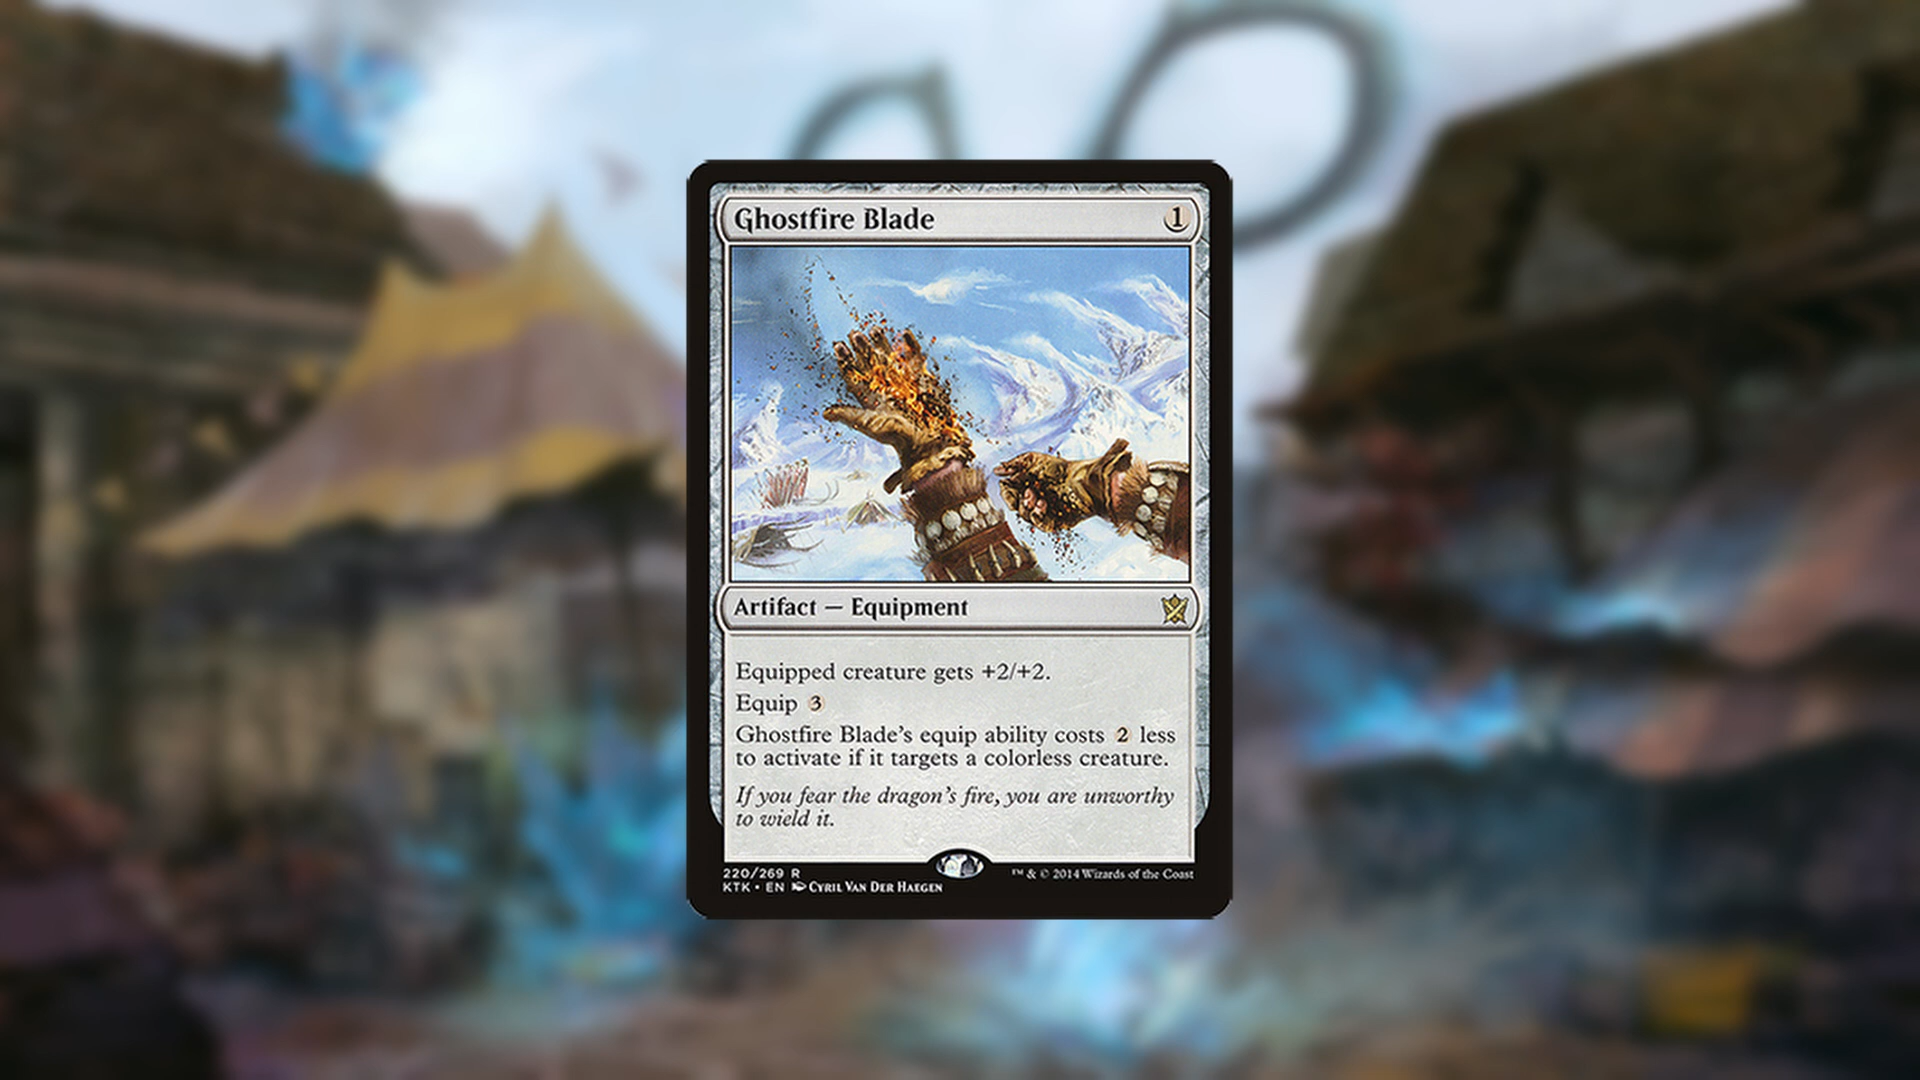 Ghostfire Blade 1
Artifact — Equipment
Equipped creature gets +2/+2.
Equip 3
Ghostfire Blade's equip ability costs 2 less
to activate if it targets a colorless creature.
If you fear the dragon's fire, you are unworthy
to wield it.
220/269 R
KTK • EN Cyril Van Der Haegen
™ & © 2014 Wizards of the Coast